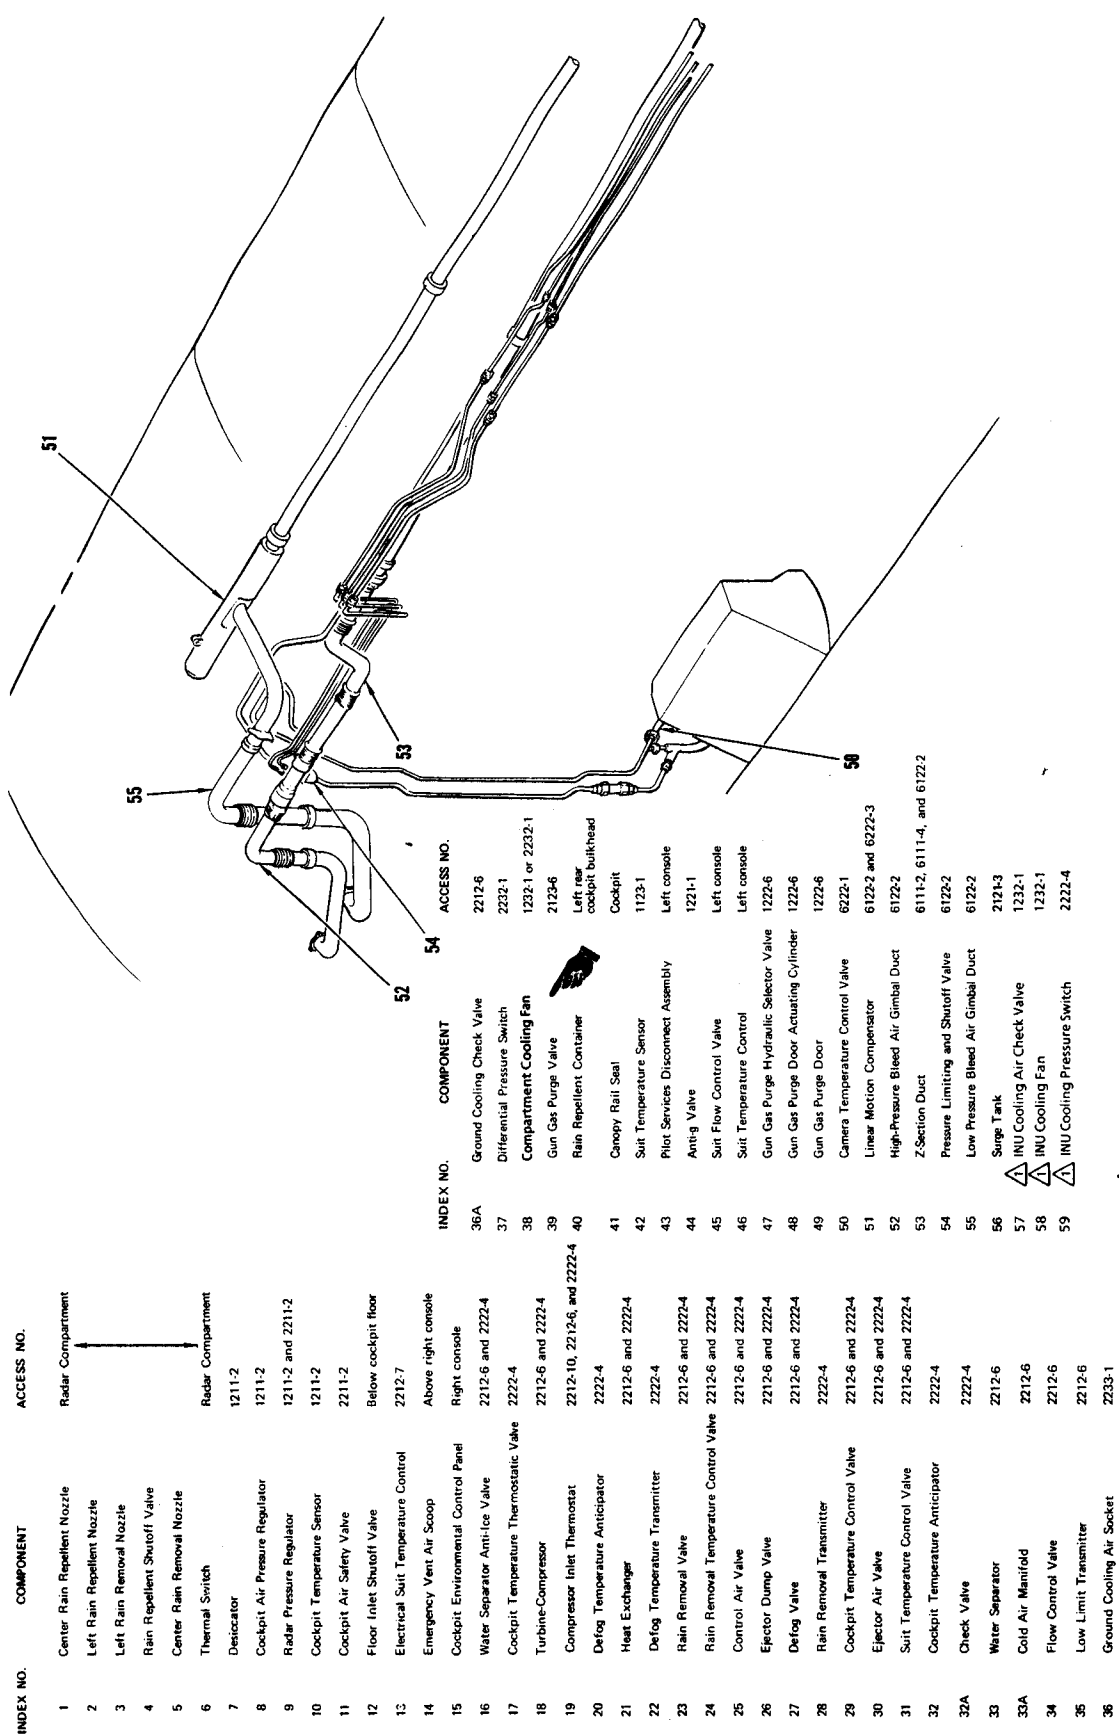 51
55
53
52
54
50
INDEX NO. COMPONENT ACCESS NO.
1 Center Rain Repellent Nozzle Radar Compartment
2 Left Rain Repellent Nozzle
3 Left Rain Removal Nozzle
4 Rain Repellent Shutoff Valve
5 Center Rain Removal Nozzle
6 Thermal Switch Radar Compartment
7 Desiccator 1211-2
8 Cockpit Air Pressure Regulator 1211-2
9 Radar Pressure Regulator 1211-2 and 2211-2
10 Cockpit Temperature Sensor 1211-2
11 Cockpit Air Safety Valve 2211-2
12 Floor Inlet Shutoff Valve Below cockpit floor
13 Electrical Suit Temperature Control 2212-7
14 Emergency Vent Air Scoop Above right console
15 Cockpit Environmental Control Panel Right console
16 Water Separator Anti-Ice Valve 2212-6 and 2222-4
17 Cockpit Temperature Thermostatic Valve 2222-4
18 Turbine-Compressor 2212-6 and 2222-4
19 Compressor Inlet Thermostat 2212-10, 2212-6, and 2222-4
20 Defog Temperature Anticipator 2222-4
21 Heat Exchanger 2212-6 and 2222-4
22 Defog Temperature Transmitter 2222-4
23 Rain Removal Valve 2212-6 and 2222-4
24 Rain Removal Temperature Control Valve 2212-6 and 2222-4
25 Control Air Valve 2212-6 and 2222-4
26 Ejector Dump Valve 2212-6 and 2222-4
27 Defog Valve 2212-6 and 2222-4
28 Rain Removal Transmitter 2222-4
29 Cockpit Temperature Control Valve 2212-6 and 2222-4
30 Ejector Air Valve 2212-6 and 2222-4
31 Suit Temperature Control Valve 2212-6 and 2222-4
32 Cockpit Temperature Anticipator 2222-4
32A Check Valve 2222-4
33 Water Separator 2212-6
33A Cold Air Manifold 2212-6
34 Flow Control Valve 2212-6
35 Low Limit Transmitter 2212-6
36 Ground Cooling Air Socket 2233-1
INDEX NO. COMPONENT ACCESS NO.
36A Ground Cooling Check Valve 2212-6
37 Differential Pressure Switch 2232-1
38 Compartment Cooling Fan 1232-1 or 2232-1
39 Gun Gas Purge Valve 2123-6
40 Rain Repellent Container Left rear
cockpit bulkhead
41 Canopy Rail Seal Cockpit
42 Suit Temperature Sensor 1123-1
43 Pilot Services Disconnect Assembly Left console
44 Anti-g Valve 1221-1
45 Suit Flow Control Valve Left console
46 Suit Temperature Control Left console
47 Gun Gas Purge Hydraulic Selector Valve 1222-6
48 Gun Gas Purge Door Actuating Cylinder 1222-6
49 Gun Gas Purge Door 1222-6
50 Camera Temperature Control Valve 6222-1
51 Linear Motion Compensator 6122-2 and 6222-3
52 High-Pressure Bleed Air Gimbal Duct 6122-2
53 Z-Section Duct 6111-2, 6111-4, and 6122-2
54 Pressure Limiting and Shutoff Valve 6122-2
55 Low Pressure Bleed Air Gimbal Duct 6122-2
56 Surge Tank 2121-3
57 1 INU Cooling Air Check Valve 1232-1
58 1 INU Cooling Fan 1232-1
59 1 INU Cooling Pressure Switch 2222-4